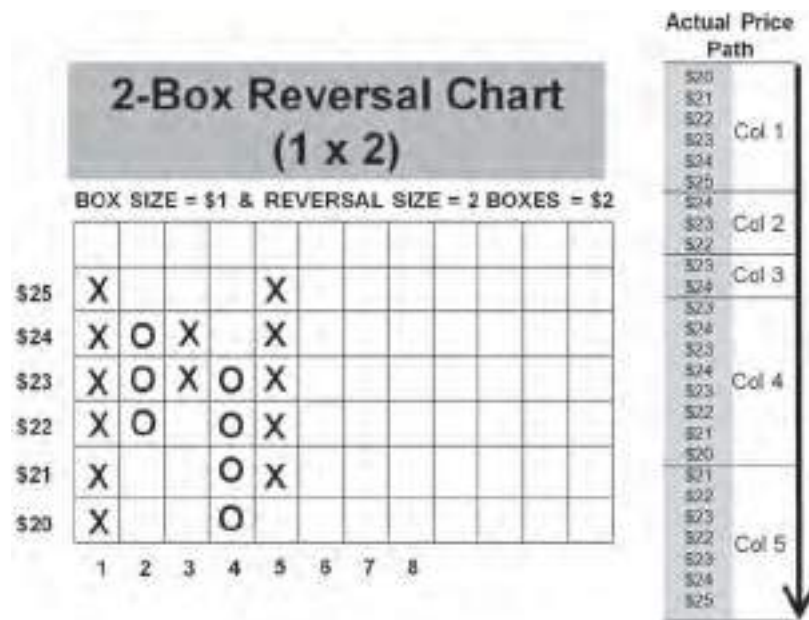 Actual Price
Path
2-Box Reversal Chart
(1 x 2)
BOX SIZE = $1 & REVERSAL SIZE = 2 BOXES = $2
$25 X X
$24 X O X X
$23 X O X O X
$22 X O O X
$21 X O X
$20 X O
1 2 3 4 5 6 7 8
$20
$21
$22
$23
$24
$25
Col 1
$24
$23
$22
Col 2
$23
$24
Col 3
$23
$24
$23
$24
$23
$22
$21
$20
Col 4
$21
$22
$23
$22
$23
$24
$25
Col 5